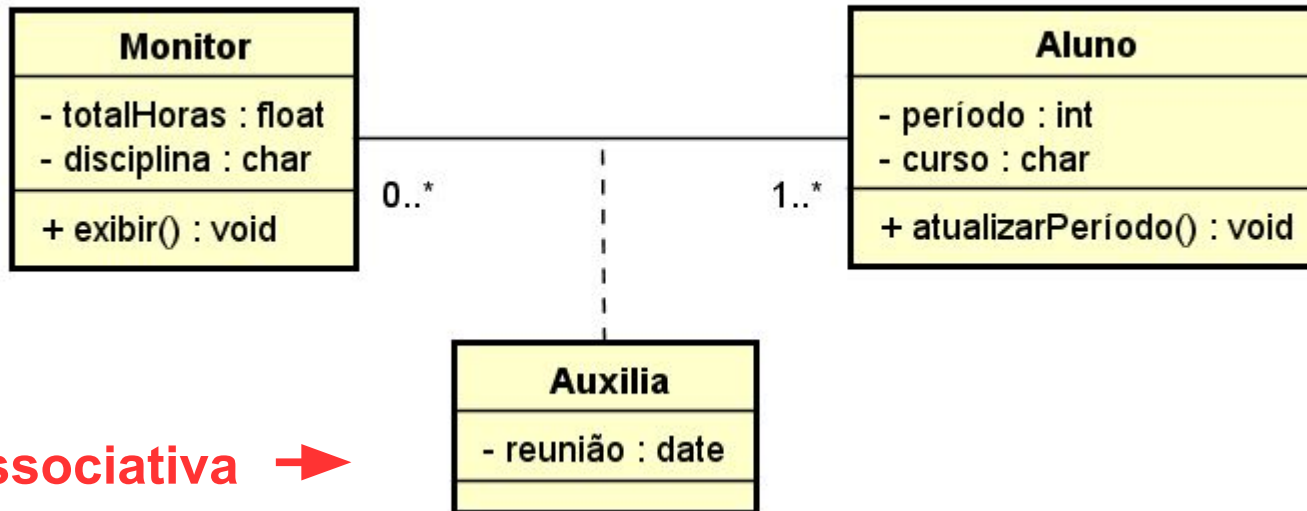 Monitor
- totalHoras : float
- disciplina : char
+ exibir() : void
0..*
1..*
Aluno
- período : int
- curso : char
+ atualizarPeríodo() : void
Auxilia
- reunião : date
ssociativa